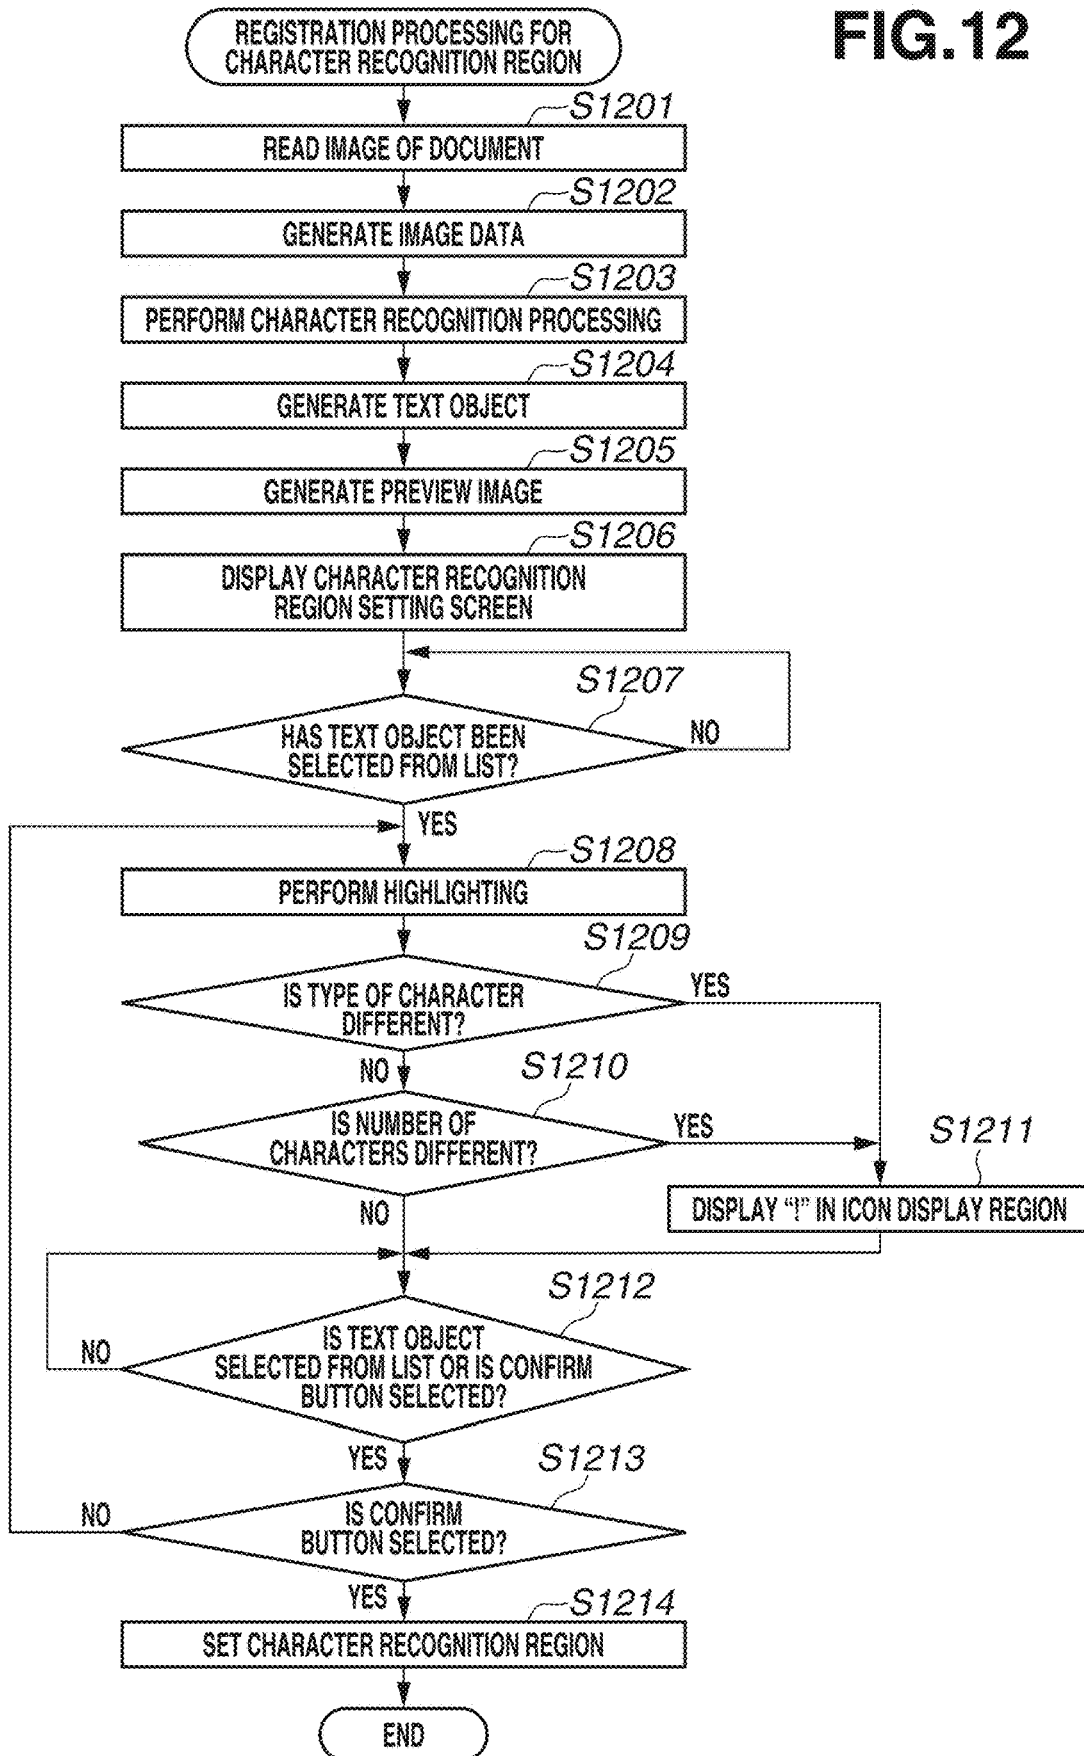 FIG.12
REGISTRATION PROCESSING FOR
CHARACTER RECOGNITION REGION
S1201
READ IMAGE OF DOCUMENT
S1202
GENERATE IMAGE DATA
S1203
PERFORM CHARACTER RECOGNITION PROCESSING
S1204
GENERATE TEXT OBJECT
S1205
GENERATE PREVIEW IMAGE
S1206
DISPLAY CHARACTER RECOGNITION
REGION SETTING SCREEN
S1207
HAS TEXT OBJECT BEEN
SELECTED FROM LIST?
NO
YES
S1208
PERFORM HIGHLIGHTING
S1209
IS TYPE OF CHARACTER
DIFFERENT?
YES
NO
S1210
IS NUMBER OF
CHARACTERS DIFFERENT?
YES
NO
S1211
DISPLAY “!” IN ICON DISPLAY REGION
S1212
IS TEXT OBJECT
SELECTED FROM LIST OR IS CONFIRM
BUTTON SELECTED?
NO
YES
S1213
IS CONFIRM
BUTTON SELECTED?
NO
YES
S1214
SET CHARACTER RECOGNITION REGION
END